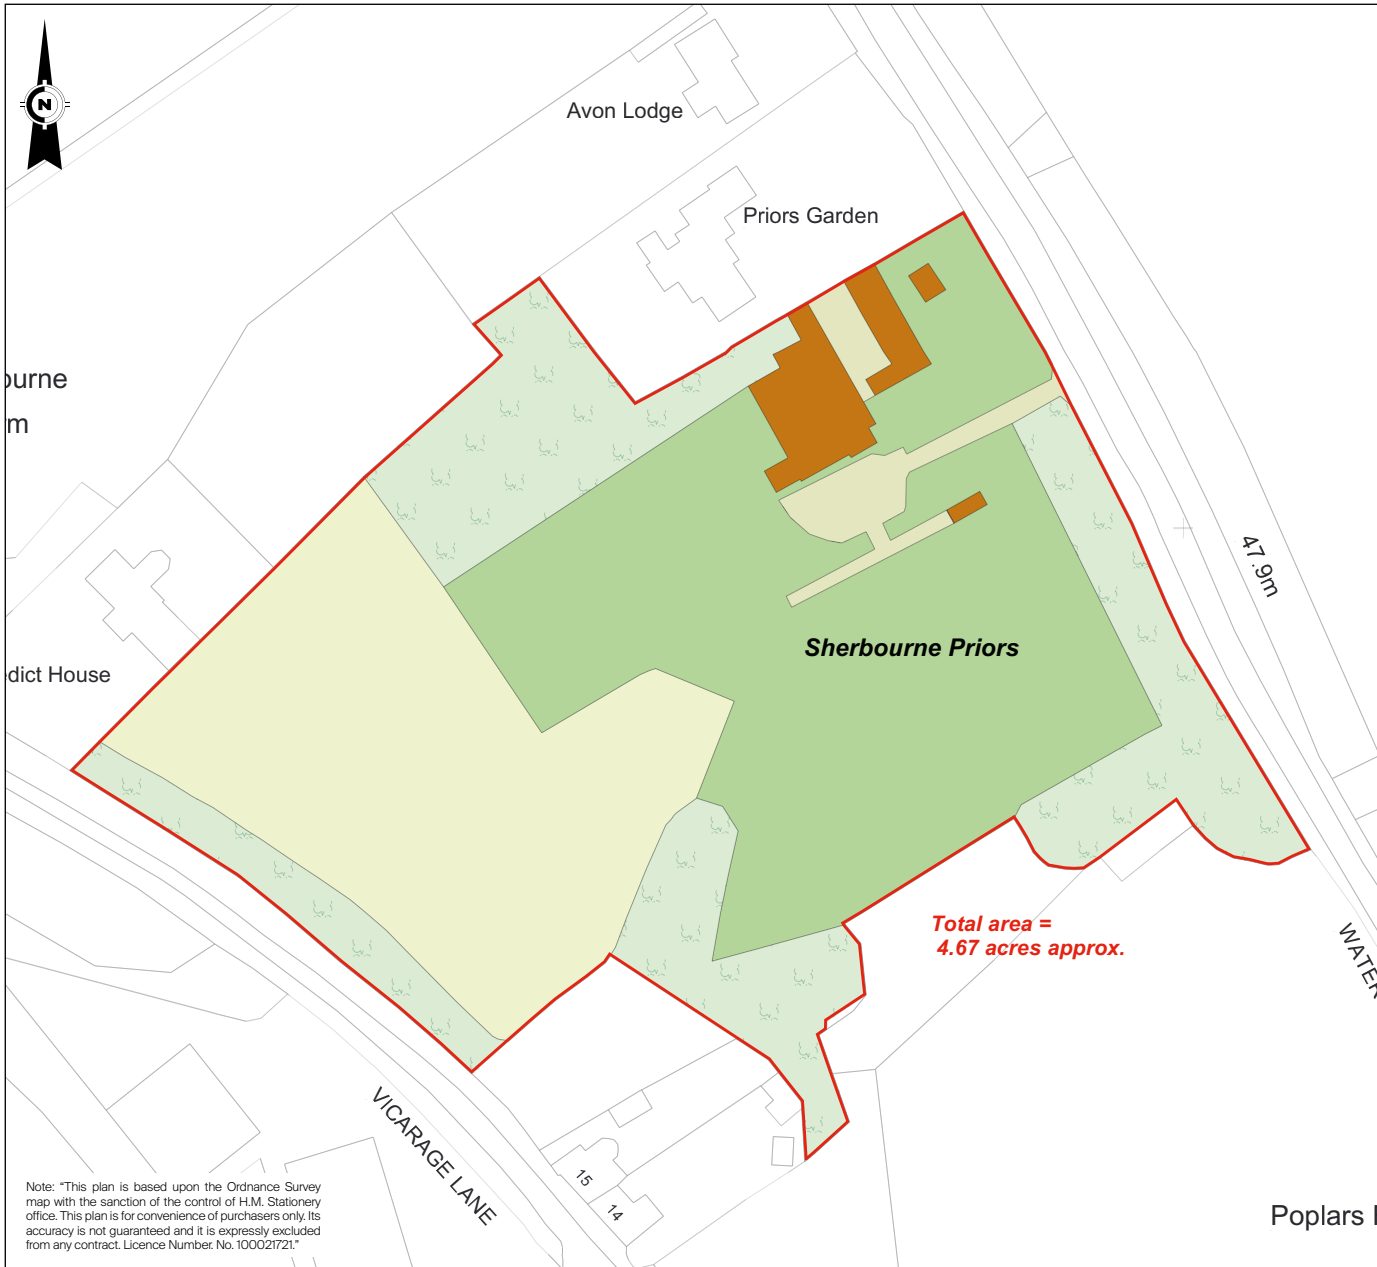 N
Avon Lodge
Priors Garden
ourne
m
47.9m
Sherbourne Priors
edict House
Total area =
4.67 acres approx.
WATER
VICARAGE LANE
15
14
Note: “This plan is based upon the Ordnance Survey
map with the sanction of the control of H.M. Stationery
office. This plan is for convenience of purchasers only. Its
accuracy is not guaranteed and it is expressly excluded
from any contract. Licence Number. No. 100021721.”
Poplars